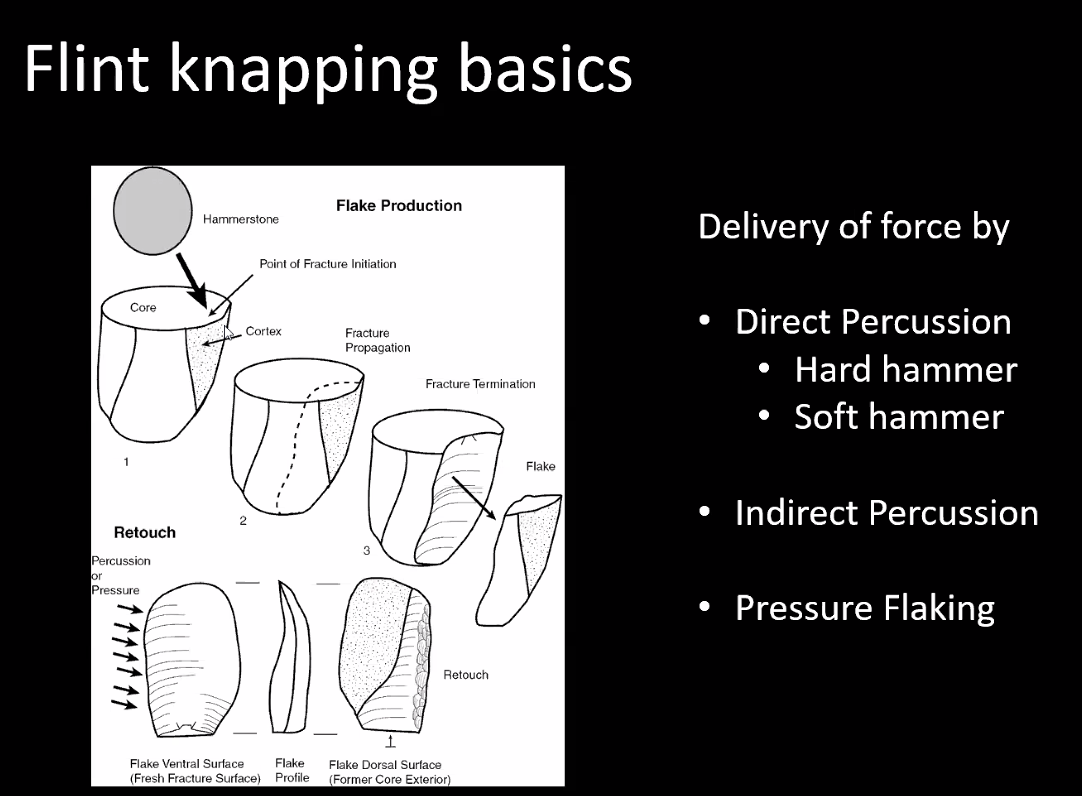 Flint knapping basics
Flake Production
Hammerstone
Point of Fracture Initiation
Core
Cortex
Fracture
Propagation
Fracture Termination
Flake
1
2
3
Retouch
Percussion
or
Pressure
Retouch
Flake Ventral Surface
(Fresh Fracture Surface)
Flake
Profile
Flake Dorsal Surface
(Former Core Exterior)
Delivery of force by
• Direct Percussion
• Hard hammer
• Soft hammer
• Indirect Percussion
• Pressure Flaking